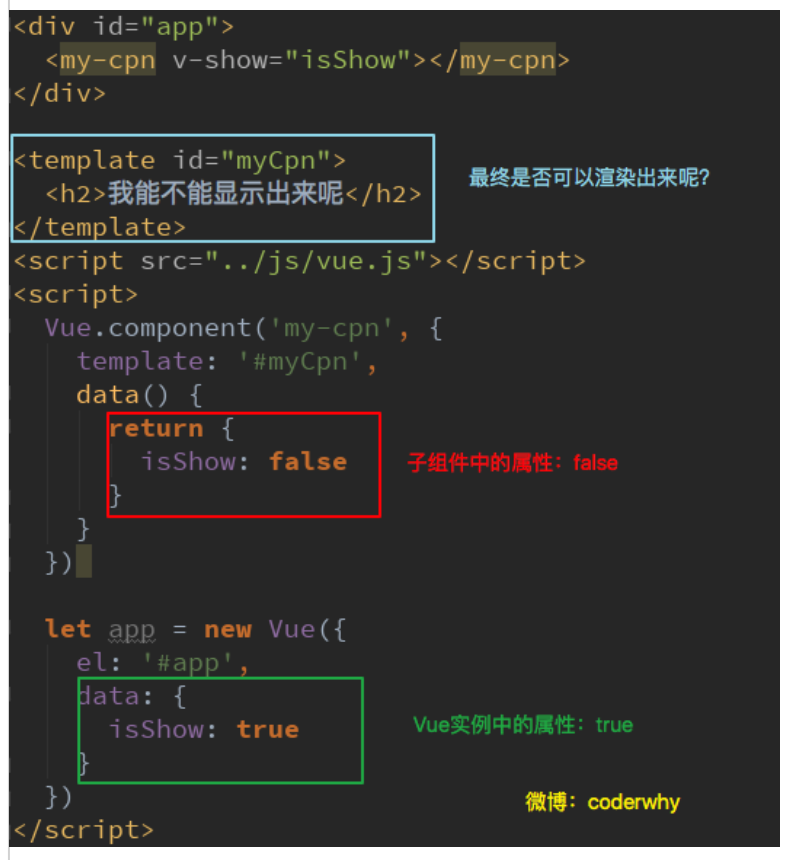 <div id="app">
<my-cpn v-show="isShow"></my-cpn>
</div>
<template id="myCpn">
<h2>我能不能显示出来呢</h2>
</template>
最终是否可以渲染出来呢?
<script src="../js/vue.js"></script>
<script>
Vue.component('my-cpn', {
template: '#myCpn',
data() {
return {
isShow: false
}
子组件中的属性：false
}
})
let app = new Vue({
el: '#app',
data: {
isShow: true
}
Vue实例中的属性：true
})
微博：coderwhy
</script>